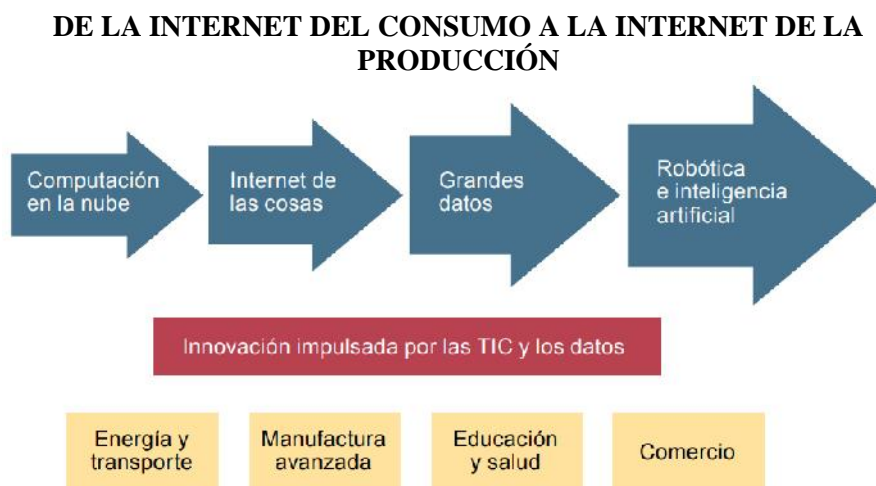 DE LA INTERNET DEL CONSUMO A LA INTERNET DE LA
PRODUCCIÓN
Computación
en la nube
Internet de
las cosas
Grandes
datos
Robótica
e inteligencia
artificial
Innovación impulsada por las TIC y los datos
Energía y
transporte
Manufactura
avanzada
Educación
y salud
Comercio